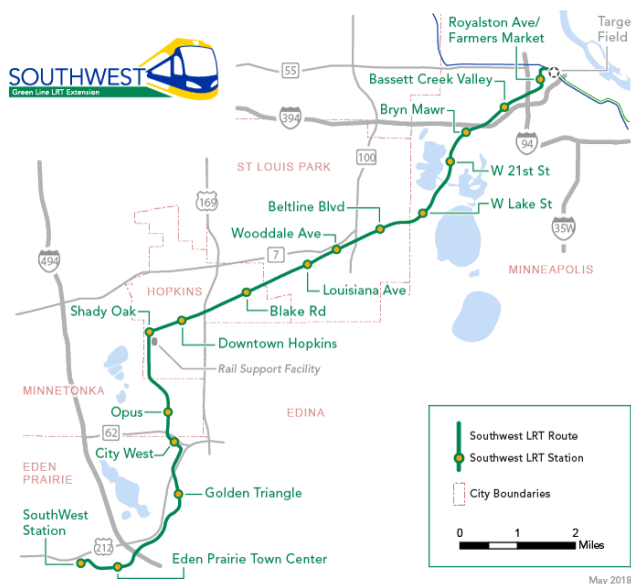 SOUTHWEST
Green Line LRT Extension
Royalston Ave/
Farmers Market
Targe
Field
55
Bassett Creek Valley
394
Bryn Mawr
94
100
ST LOUIS PARK
W 21st St
169
Beltline Blvd
W Lake St
35W
Wooddale Ave
7
494
MINNEAPOLIS
HOPKINS
Louisiana Ave
Shady Oak
Blake Rd
Downtown Hopkins
Rail Support Facility
MINNETONKA
Opus
EDINA
62
City West
EDEN
PRAIRIE
Golden Triangle
SouthWest
Station
212
Eden Prairie Town Center
Southwest LRT Route
Southwest LRT Station
City Boundaries
0 1 2
Miles